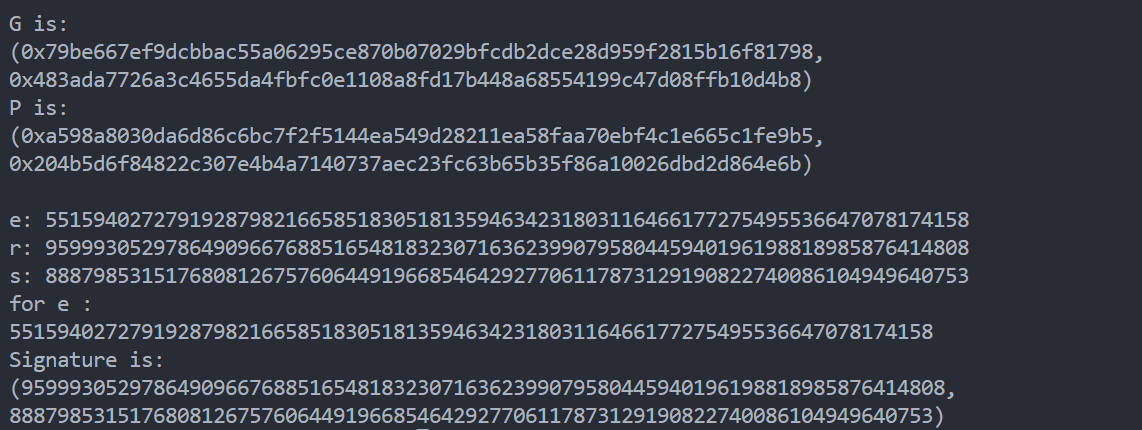 G is:
(0x79be667ef9dcbbac55a06295ce870b07029bfcdb2dce28d959f2815b16f81798,
0x483ada7726a3c4655da4fbfc0e1108a8fd17b448a68554199c47d08ffb10d4b8)
P is:
(0xa598a8030da6d86c6bc7f2f5144ea549d28211ea58faa70ebf4c1e665c1fe9b5,
0x204b5d6f84822c307e4b4a7140737aec23fc63b65b35f86a10026dbd2d864e6b)
e: 55159402727919287982166585183051813594634231803116466177275495536647078174158
r: 95999305297864909667688516548183230716362399079580445940196198818985876414808
s: 88879853151768081267576064491966854642927706117873129190822740086104949640753
for e :
55159402727919287982166585183051813594634231803116466177275495536647078174158
Signature is:
(95999305297864909667688516548183230716362399079580445940196198818985876414808,
88879853151768081267576064491966854642927706117873129190822740086104949640753)